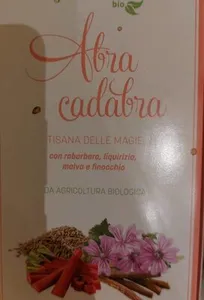 bio
Abra
cadabra
TISANA DELLE MAGIE
con rabarbaro, liquirizia,
malva e finocchio
DA AGRICOLTURA BIOLOGICA